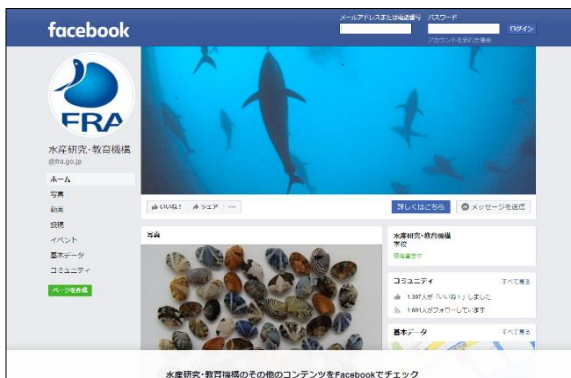 facebook
メールアドレスまたは電話番号 パスワード
ログイン
アカウントを忘れた場合
FRA
水産研究・教育機構
@fra.go.jp
ホーム
写真
動画
投稿
イベント
基本データ
コミュニティ
ページを作成
いいね! シェア ...
詳しくはこちら メッセージを送信
写真
水産研究・教育機構
学校
コミュニティ すべて見る
1,397人が「いいね!」しました
1,691人がフォローしています
基本データ すべて見る
水産研究・教育機構のその他のコンテンツをFacebookでチェック